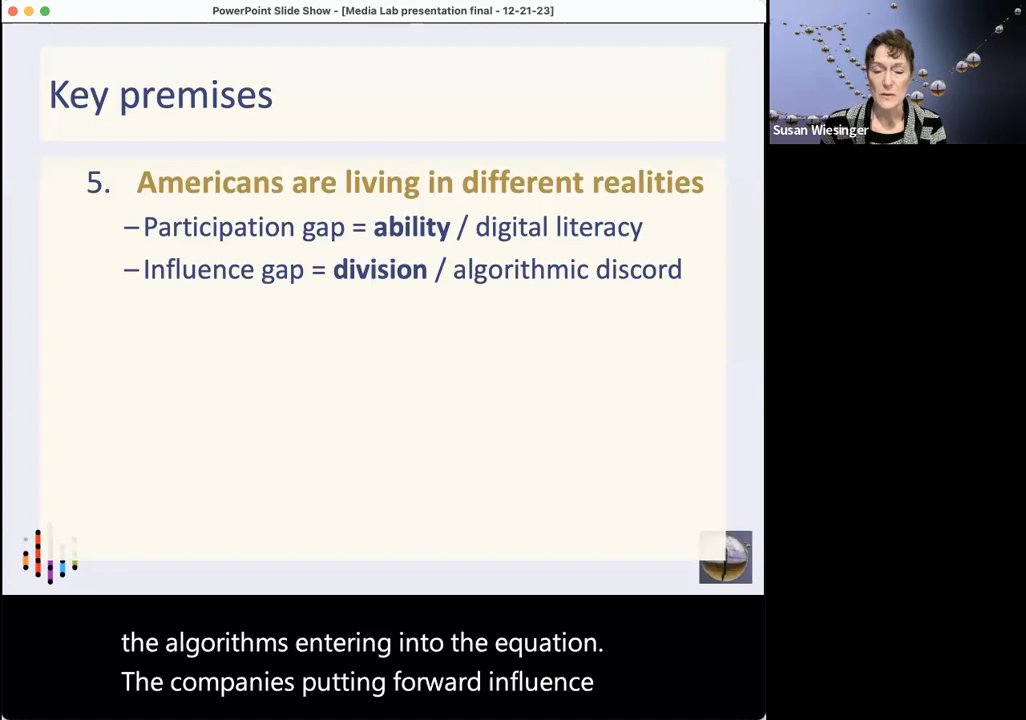 PowerPoint Slide Show - [Media Lab presentation final - 12-21-23]
Key premises
5. Americans are living in different realities
–Participation gap = ability / digital literacy
–Influence gap = division / algorithmic discord
Susan Wiesinger
the algorithms entering into the equation.
The companies putting forward influence